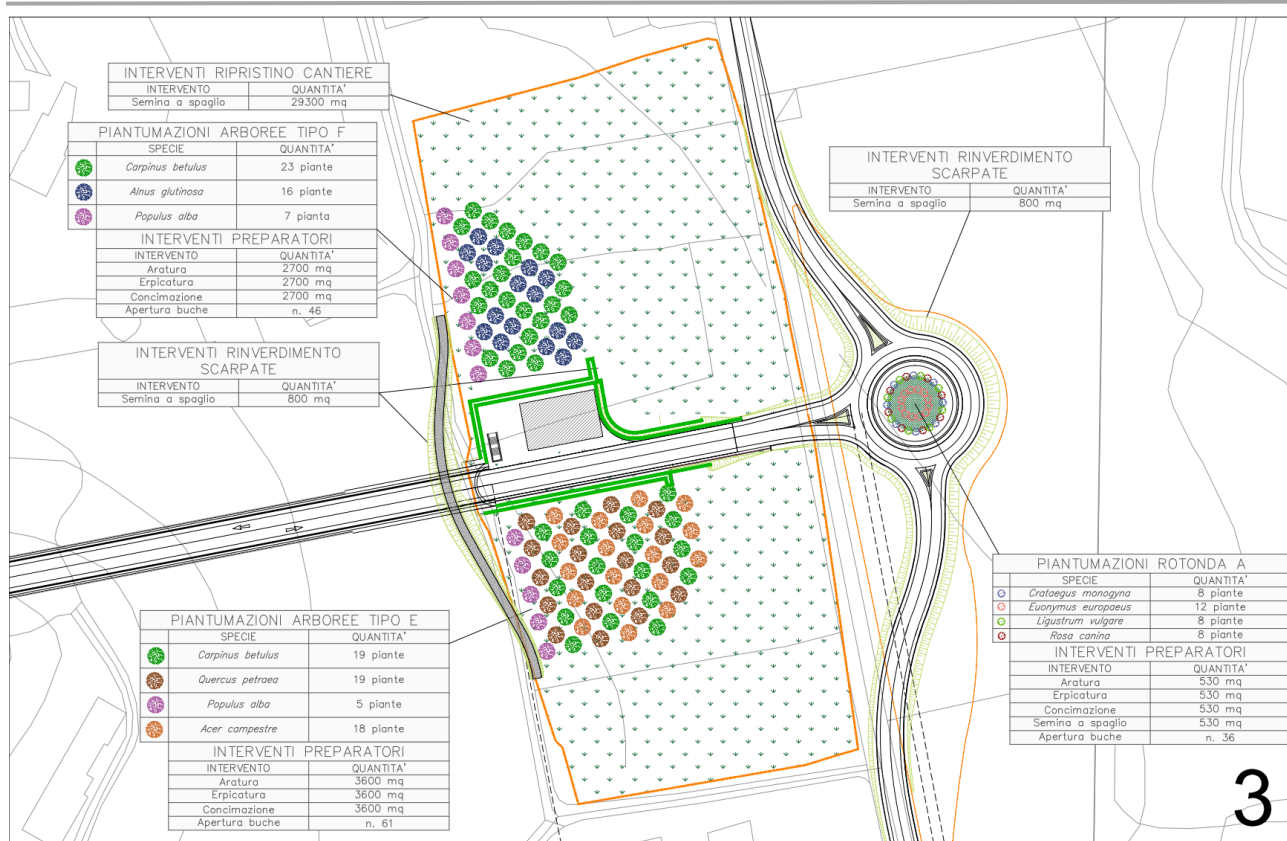 INTERVENTI RIPRISTINO CANTIERE
INTERVENTO QUANTITA'
Semina a spaglio 29300 mq
PIANTUMAZIONI ARBOREE TIPO F
SPECIE QUANTITA'
Carpinus betulus 23 piante
Alnus glutinosa 16 piante
Populus alba 7 pianta
INTERVENTI PREPARATORI
INTERVENTO QUANTITA'
Aratura 2700 mq
Erpicatura 2700 mq
Concimazione 2700 mq
Apertura buche n. 46
INTERVENTI RINVERDIMENTO
SCARPATE
INTERVENTO QUANTITA'
Semina a spaglio 800 mq
INTERVENTI RINVERDIMENTO
SCARPATE
INTERVENTO QUANTITA'
Semina a spaglio 800 mq
PIANTUMAZIONI ARBOREE TIPO E
SPECIE QUANTITA'
Carpinus betulus 19 piante
Quercus petraea 19 piante
Populus alba 5 piante
Acer campestre 18 piante
INTERVENTI PREPARATORI
INTERVENTO QUANTITA'
Aratura 3600 mq
Erpicatura 3600 mq
Concimazione 3600 mq
Apertura buche n. 61
PIANTUMAZIONI ROTONDA A
SPECIE QUANTITA'
Crataegus monogyna 8 piante
Euonymus europaeus 12 piante
Ligustrum vulgare 8 piante
Rosa canina 8 piante
INTERVENTI PREPARATORI
INTERVENTO QUANTITA'
Aratura 530 mq
Erpicatura 530 mq
Concimazione 530 mq
Semina a spaglio 530 mq
Apertura buche n. 36
3